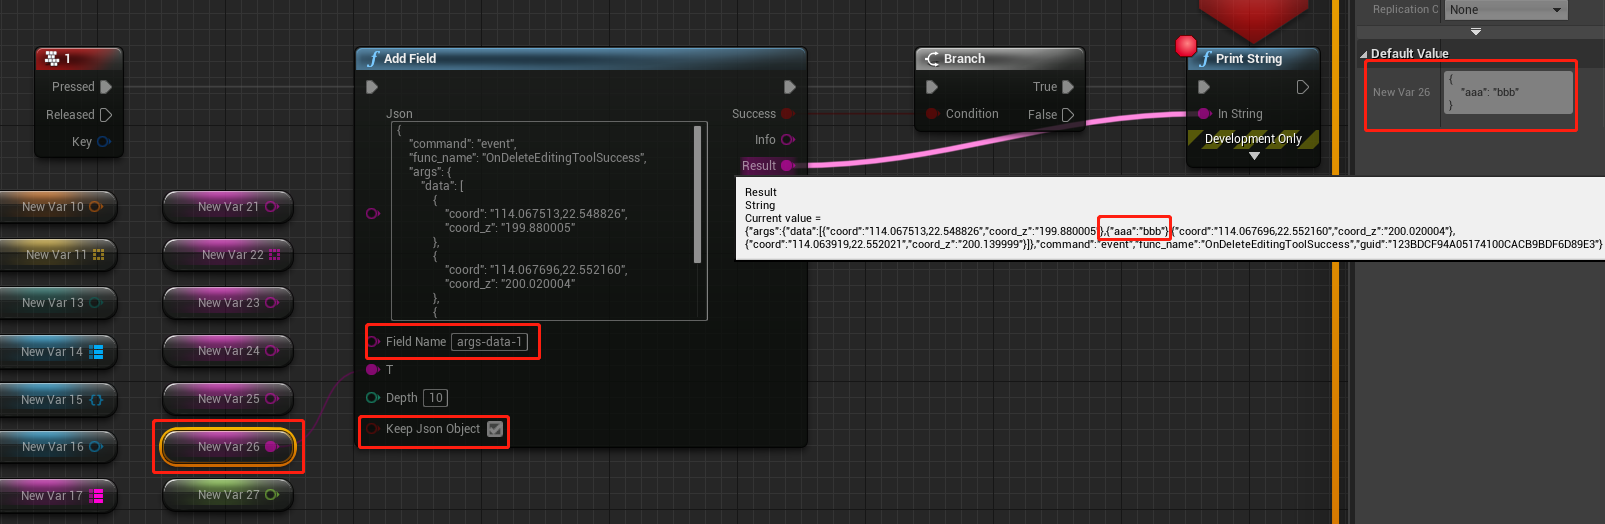 Replication C
None
Default Value
New Var 26
{
"aaa": "bbb"
}
1
Pressed
Released
Key
Add Field
Json
{
"command": "event",
"func_name": "OnDeleteEditingToolSuccess",
"args": {
"data": [
{
"coord": "114.067513,22.548826",
"coord_z": "199.880005"
},
{
"coord": "114.067696,22.552160",
"coord_z": "200.020004"
},
{
Field Name args-data-1
T
Depth 10
Keep Json Object
Success
Info
Result
Branch
Condition
True
False
Print String
In String
Development Only
Result
String
Current value =
{"args":{"data":[{"coord":"114.067513,22.548826","coord_z":"199.880005"},{"aaa":"bbb"},{"coord":"114.067696,22.552160","coord_z":"200.020004"},
{"coord":"114.063919,22.552021","coord_z":"200.139999"}]},"command":"event","func_name":"OnDeleteEditingToolSuccess","guid":"123BDCF94A05174100CACB9BDF6D89E3"}
New Var 10
New Var 21
New Var 11
New Var 22
New Var 13
New Var 23
New Var 14
New Var 24
New Var 15
New Var 25
New Var 16
New Var 26
New Var 17
New Var 27